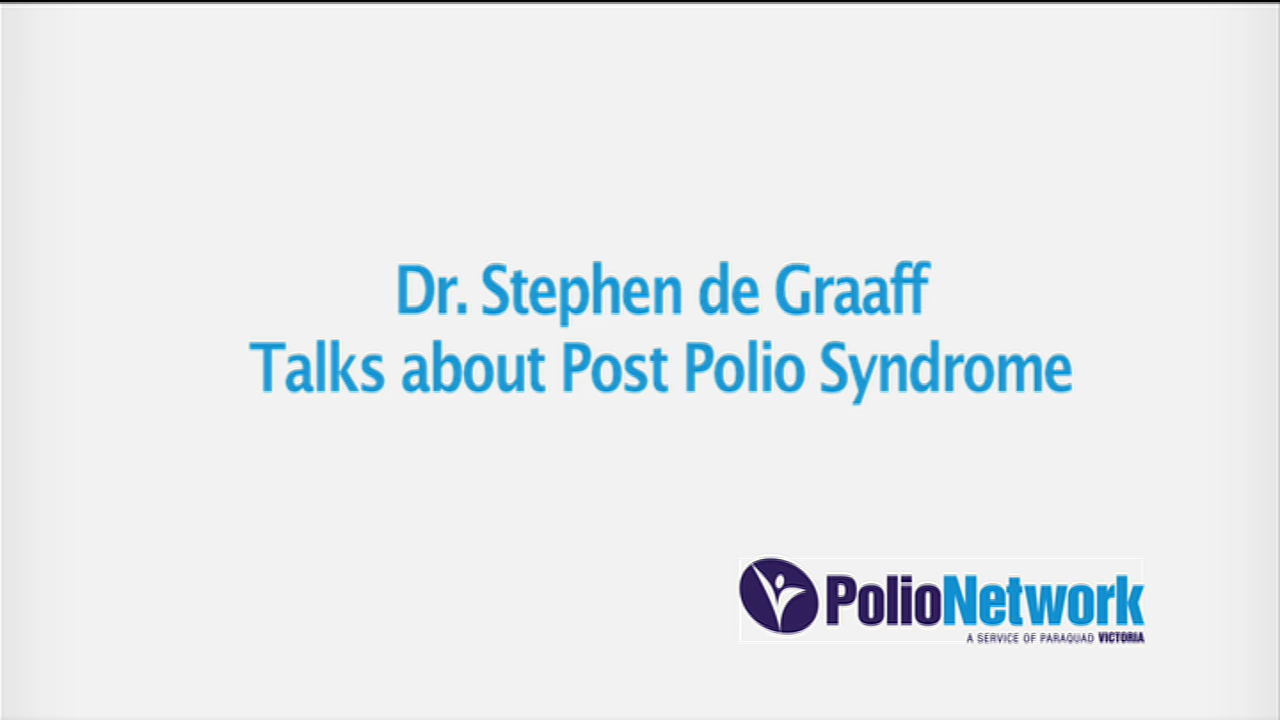 Dr. Stephen de Graaff
Talks about Post Polio Syndrome
PolioNetwork
A SERVICE OF PARAQUAD VICTORIA